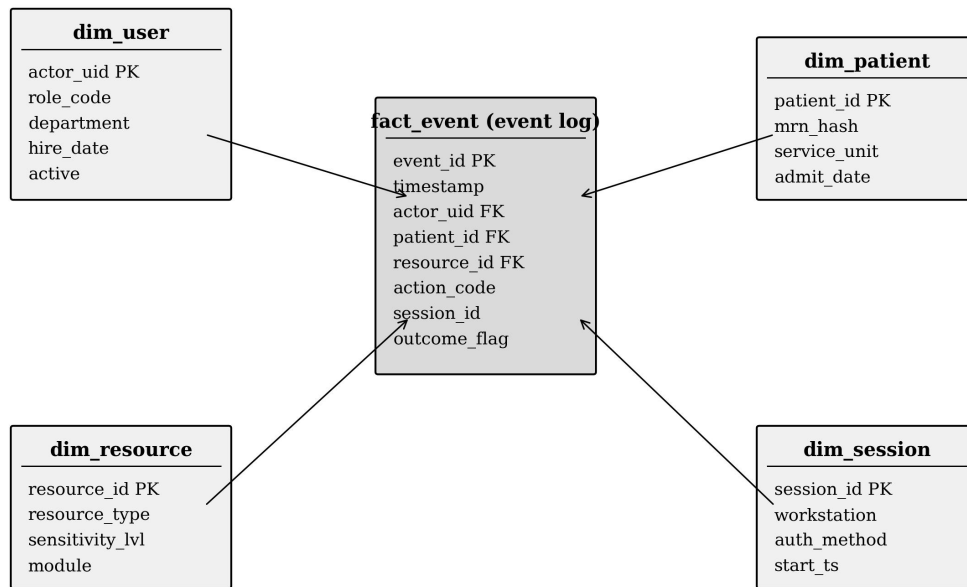 dim_user
actor_uid PK
role_code
department
hire_date
active
dim_patient
patient_id PK
mrn_hash
service_unit
admit_date
fact_event (event log)
event_id PK
timestamp
actor_uid FK
patient_id FK
resource_id FK
action_code
session_id
outcome_flag
dim_resource
resource_id PK
resource_type
sensitivity_lvl
module
dim_session
session_id PK
workstation
auth_method
start_ts